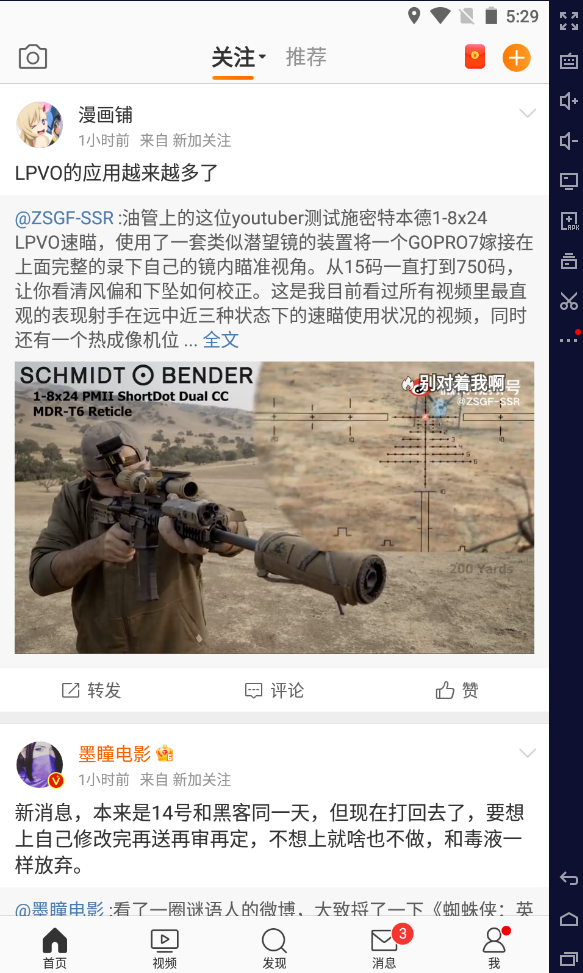 5:29
关注 推荐
漫画铺
1小时前 来自 新加关注
LPVO的应用越来越多了
@ZSGF-SSR :油管上的这位youtuber测试施密特本德1-8x24
LPVO速瞄，使用了一套类似潜望镜的装置将一个GOPRO7嫁接在
上面完整的录下自己的镜内瞄准视角。从15码一直打到750码，
让你看清风偏和下坠如何校正。这是我目前看过所有视频里最直
观的表现射手在远中近三种状态下的速瞄使用状况的视频，同时
还有一个热成像机位 ... 全文
SCHMIDT BENDER
1-8x24 PMII ShortDot Dual CC
MDR-T6 Reticle
别对着我啊
@ZSGF-SSR
200 Yards
转发 评论 赞
墨瞳电影
1小时前 来自 新加关注
新消息，本来是14号和黑客同一天，但现在打回去了，要想
上自己修改完再送再审再定，不想上就啥也不做，和毒液一
样放弃。
@墨瞳电影 :看了一圈谜语人的微博，大致捋了一下《蜘蛛侠：英
3
首页 视频 发现 消息 我
APK